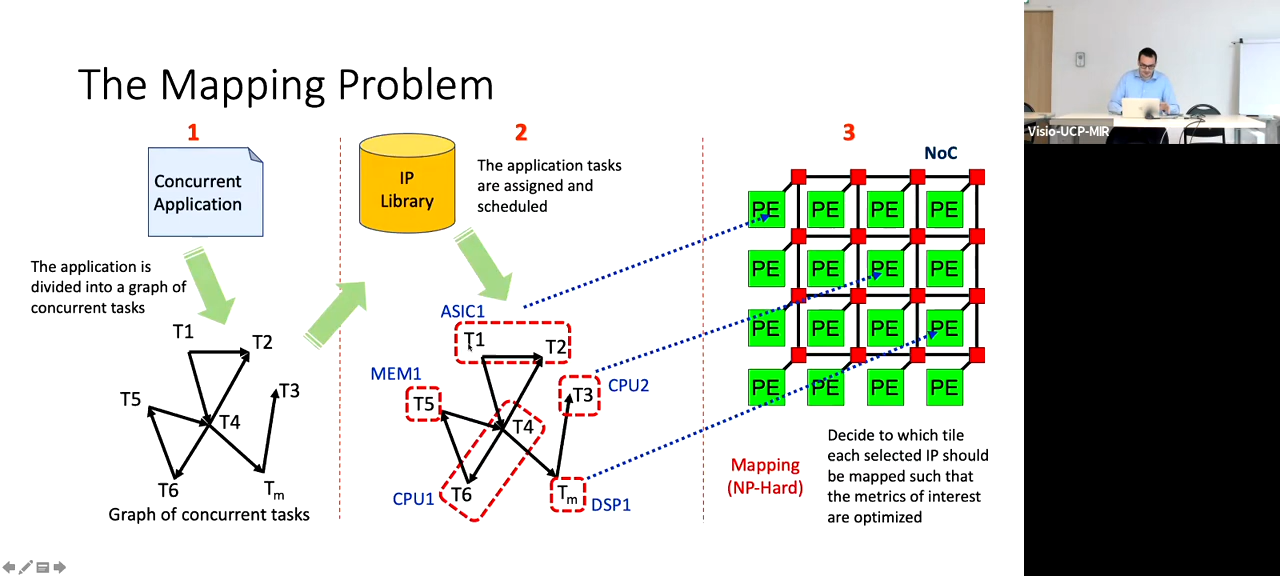 The Mapping Problem
1
Concurrent
Application
The application is
divided into a graph of
concurrent tasks
T1
T2
T3
T5
T4
T6
Tm
Graph of concurrent tasks
2
IP
Library
The application tasks
are assigned and
scheduled
ASIC1
T1
T2
MEM1
T5
T3
CPU2
T4
CPU1
T6
Tm
DSP1
3
NoC
PE PE PE PE
PE PE PE PE
PE PE PE PE
PE PE PE PE
Mapping
(NP-Hard)
Decide to which tile
each selected IP should
be mapped such that
the metrics of interest
are optimized
Visio-UCP-MIR